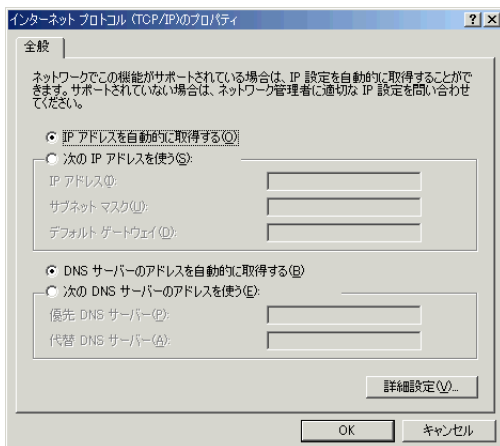 インターネット プロトコル (TCP/IP)のプロパティ
全般
ネットワークでこの機能がサポートされている場合は、IP 設定を自動的に取得することがで
きます。サポートされていない場合は、ネットワーク管理者に適切な IP 設定を問い合わせ
てください。
IP アドレスを自動的に取得する(O)
次の IP アドレスを使う(S):
IP アドレス(I):
サブネット マスク(U):
デフォルト ゲートウェイ(D):
DNS サーバーのアドレスを自動的に取得する(B)
次の DNS サーバーのアドレスを使う(E):
優先 DNS サーバー(P):
代替 DNS サーバー(A):
詳細設定(V)...
OK
キャンセル